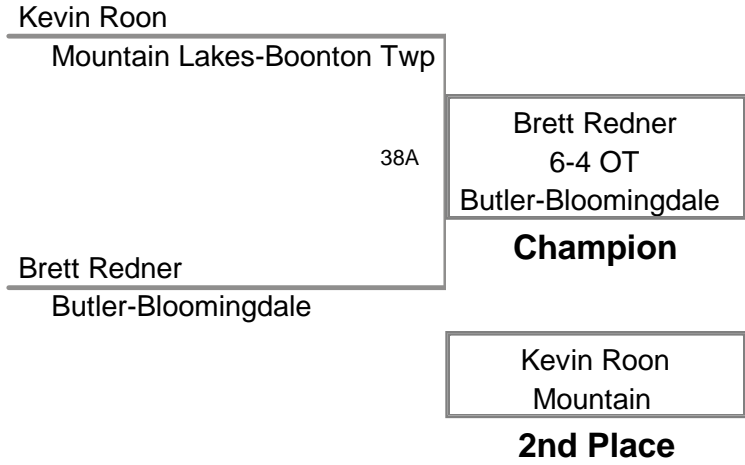 Kevin Roon
Mountain Lakes-Boonton Twp
38A
Brett Redner
6-4 OT
Butler-Bloomingdale
Champion
Brett Redner
Butler-Bloomingdale
Kevin Roon
Mountain
2nd Place